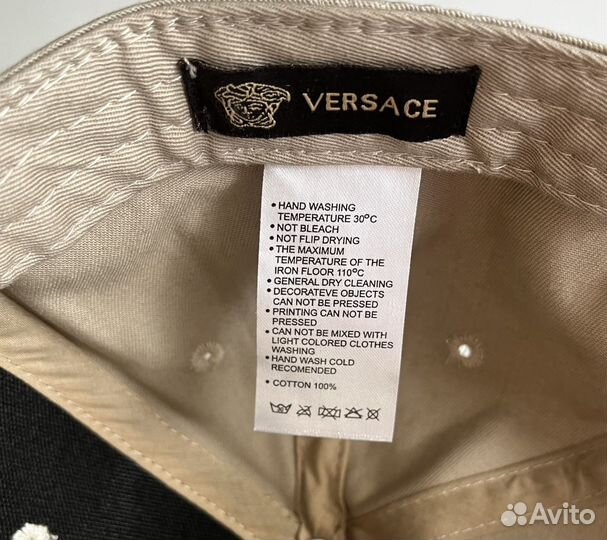 VERSACE
• HAND WASHING
TEMPERATURE 30°C
• NOT BLEACH
• NOT FLIP DRYING
• THE MAXIMUM
TEMPERATURE OF THE
IRON FLOOR 110°C
• GENERAL DRY CLEANING
• DECORATEVE OBJECTS
CAN NOT BE PRESSED
• PRINTING CAN NOT BE
PRESSED
• CAN NOT BE MIXED WITH
LIGHT COLORED CLOTHES
WASHING
• HAND WASH COLD
RECOMENDED
• COTTON 100%
Avito